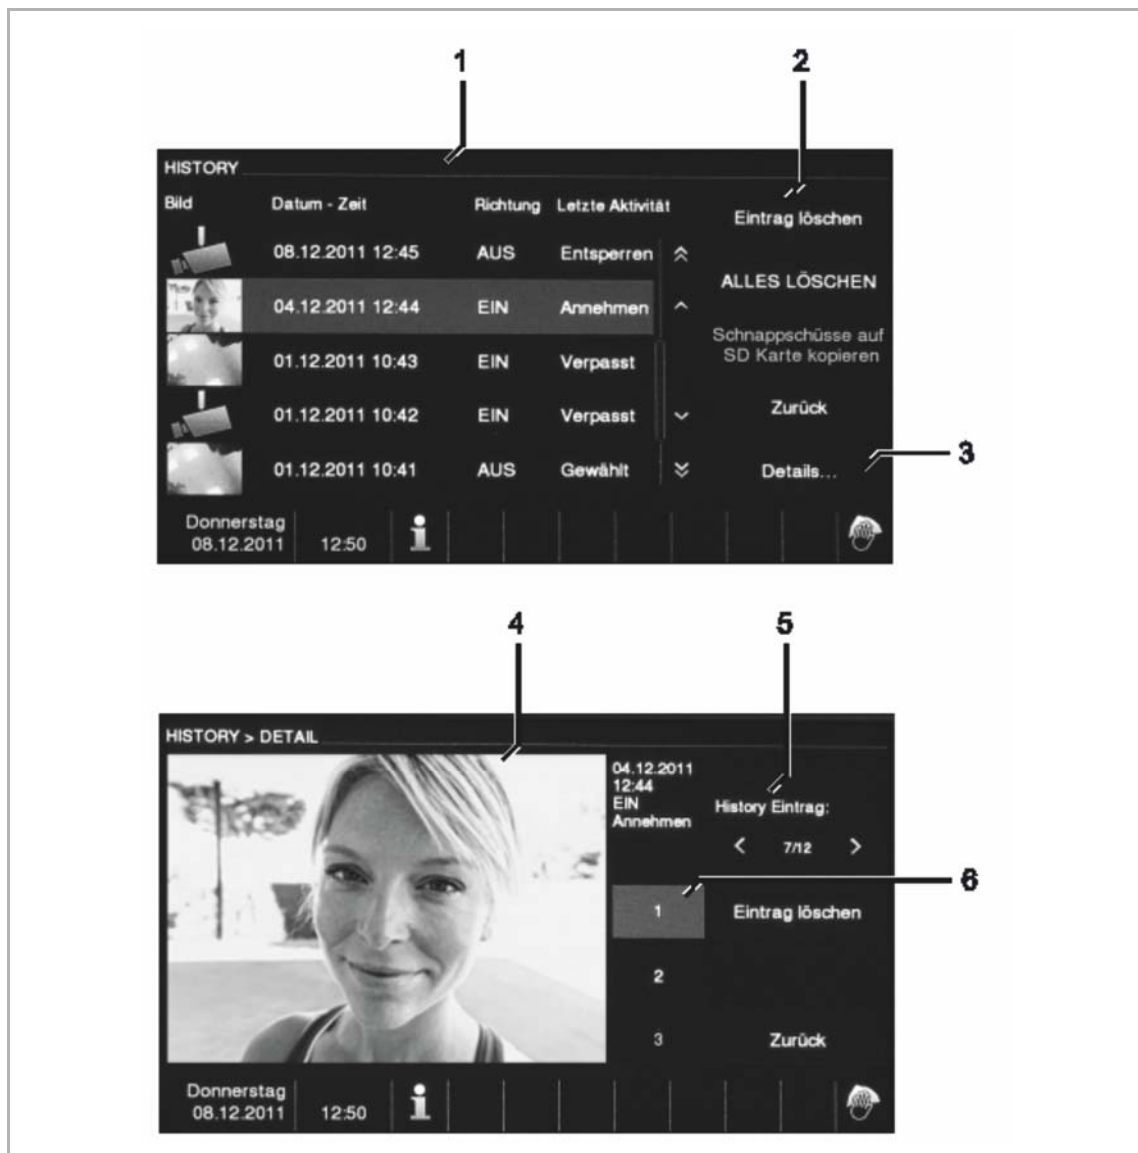 1
2
HISTORY
Bild Datum - Zeit Richtung Letzte Aktivität
Eintrag löschen
08.12.2011 12:45 AUS Entsperren
ALLES LÖSCHEN
04.12.2011 12:44 EIN Annehmen
Schnappschüsse auf
SD Karte kopieren
01.12.2011 10:43 EIN Verpasst
Zurück
01.12.2011 10:42 EIN Verpasst
3
01.12.2011 10:41 AUS Gewählt
Details...
Donnerstag
08.12.2011 12:50
4
5
HISTORY > DETAIL
04.12.2011
12:44
EIN
Annehmen
History Eintrag:
< 7/12 >
6
1
Eintrag löschen
2
3
Zurück
Donnerstag
08.12.2011 12:50